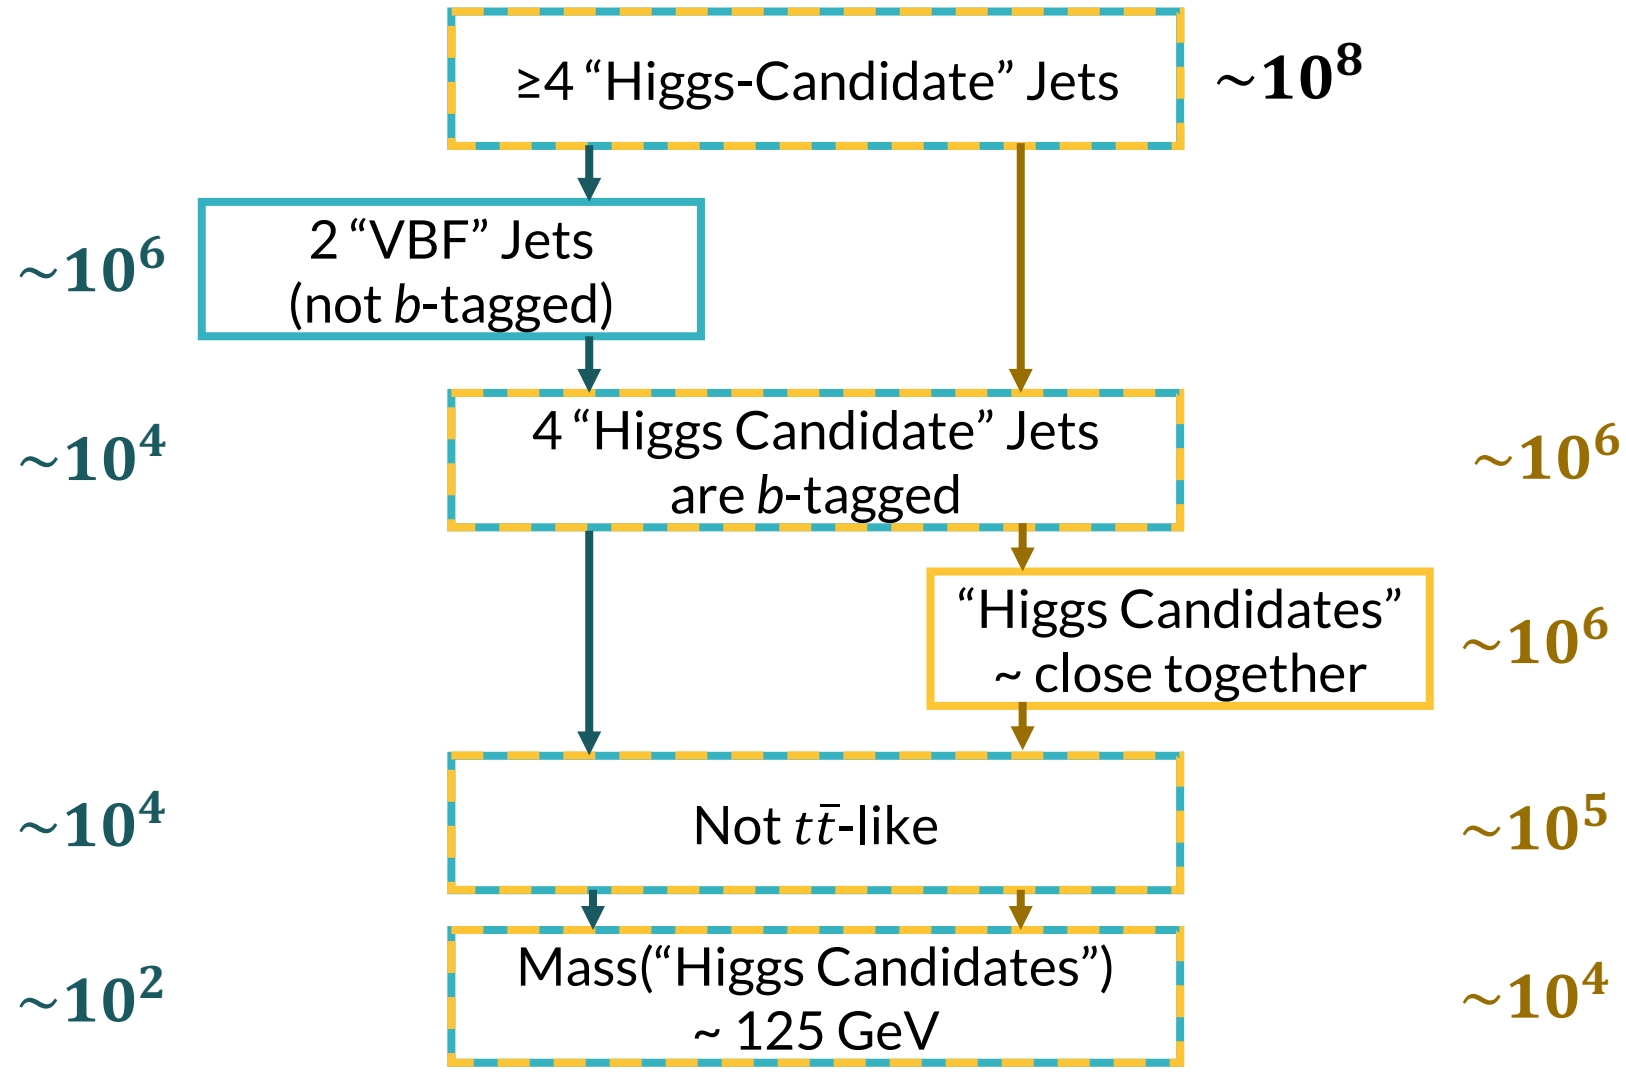 ≥4 “Higgs-Candidate” Jets
~10⁸
2 “VBF” Jets
(not b-tagged)
~10⁶
4 “Higgs Candidate” Jets
are b-tagged
~10⁴
~10⁶
“Higgs Candidates”
~ close together
~10⁶
Not tt̄-like
~10⁴
~10⁵
Mass(“Higgs Candidates”)
~ 125 GeV
~10²
~10⁴